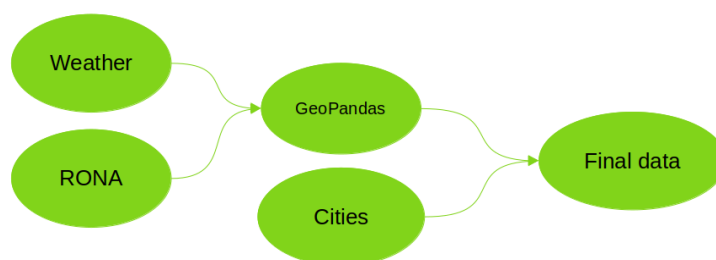 Weather
RONA
GeoPandas
Cities
Final data